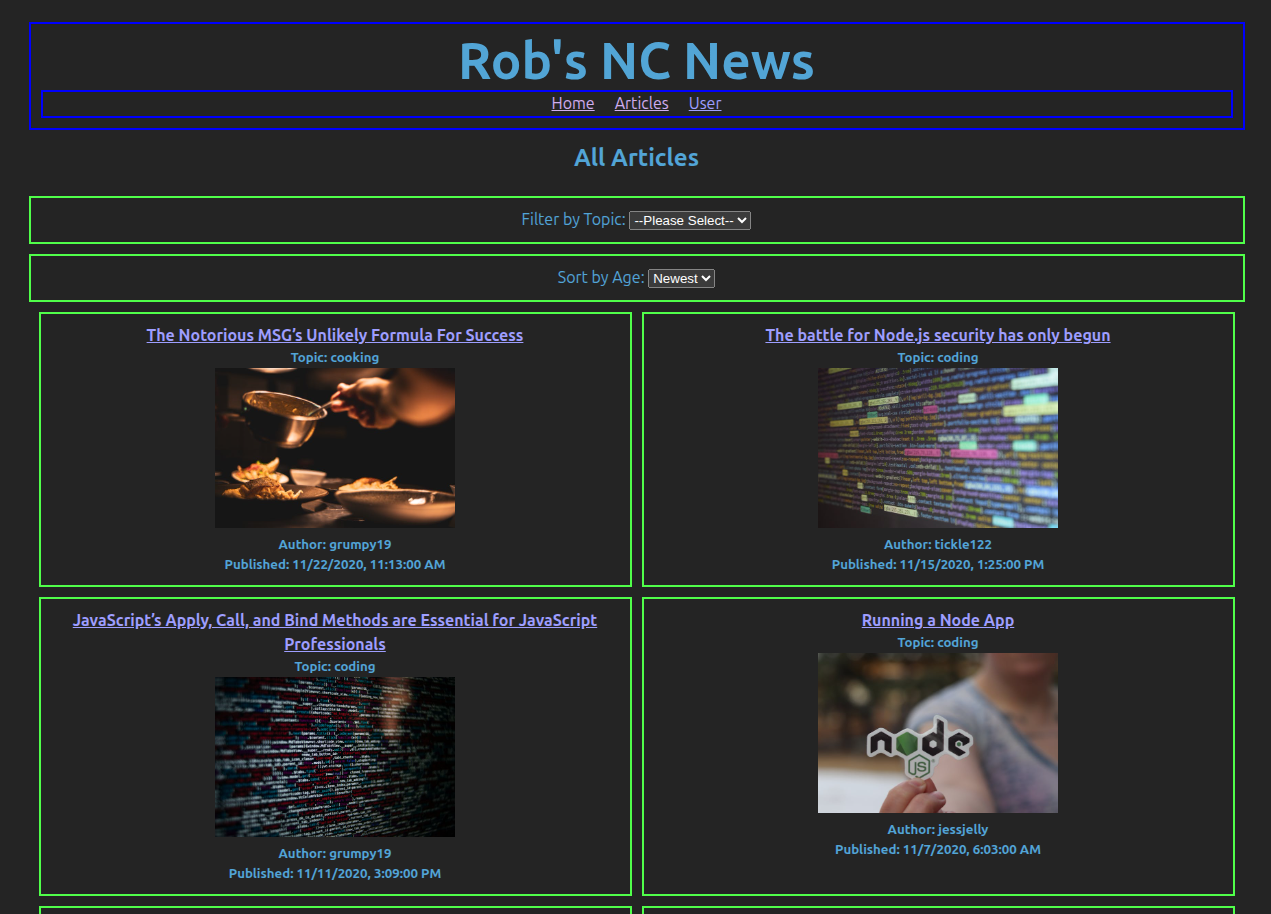 Rob's NC News
Home Articles User
All Articles
Filter by Topic: --Please Select--
Sort by Age: Newest
The Notorious MSG’s Unlikely Formula For Success
Topic: cooking
Author: grumpy19
Published: 11/22/2020, 11:13:00 AM
The battle for Node.js security has only begun
Topic: coding
Author: tickle122
Published: 11/15/2020, 1:25:00 PM
JavaScript’s Apply, Call, and Bind Methods are Essential for JavaScript
Professionals
Topic: coding
Author: grumpy19
Published: 11/11/2020, 3:09:00 PM
Running a Node App
Topic: coding
node
JS
Author: jessjelly
Published: 11/7/2020, 6:03:00 AM